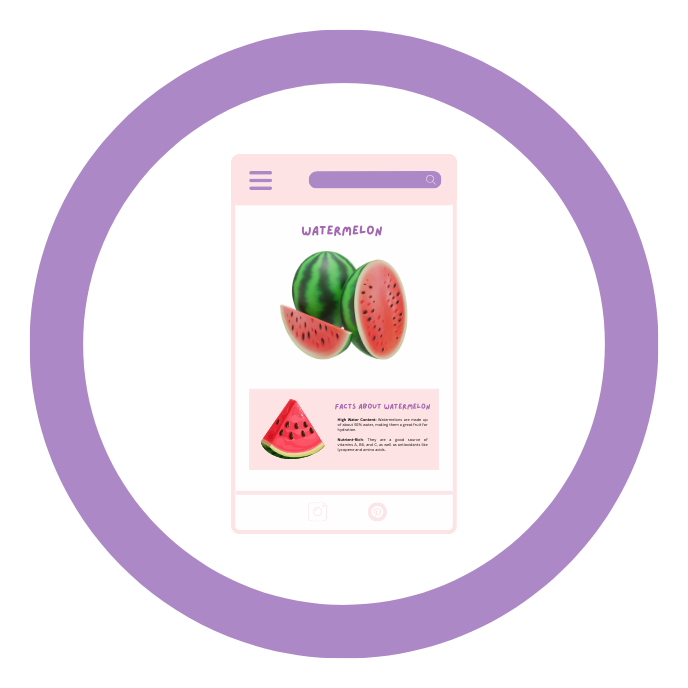 WATERMELON
FACTS ABOUT WATERMELON
High Water Content: Watermelons are made up
of about 90% water, making them a great fruit for
hydration.
Nutrient-Rich: They are a good source of
vitamins A, B6, and C, as well as antioxidants like
lycopene and amino acids.